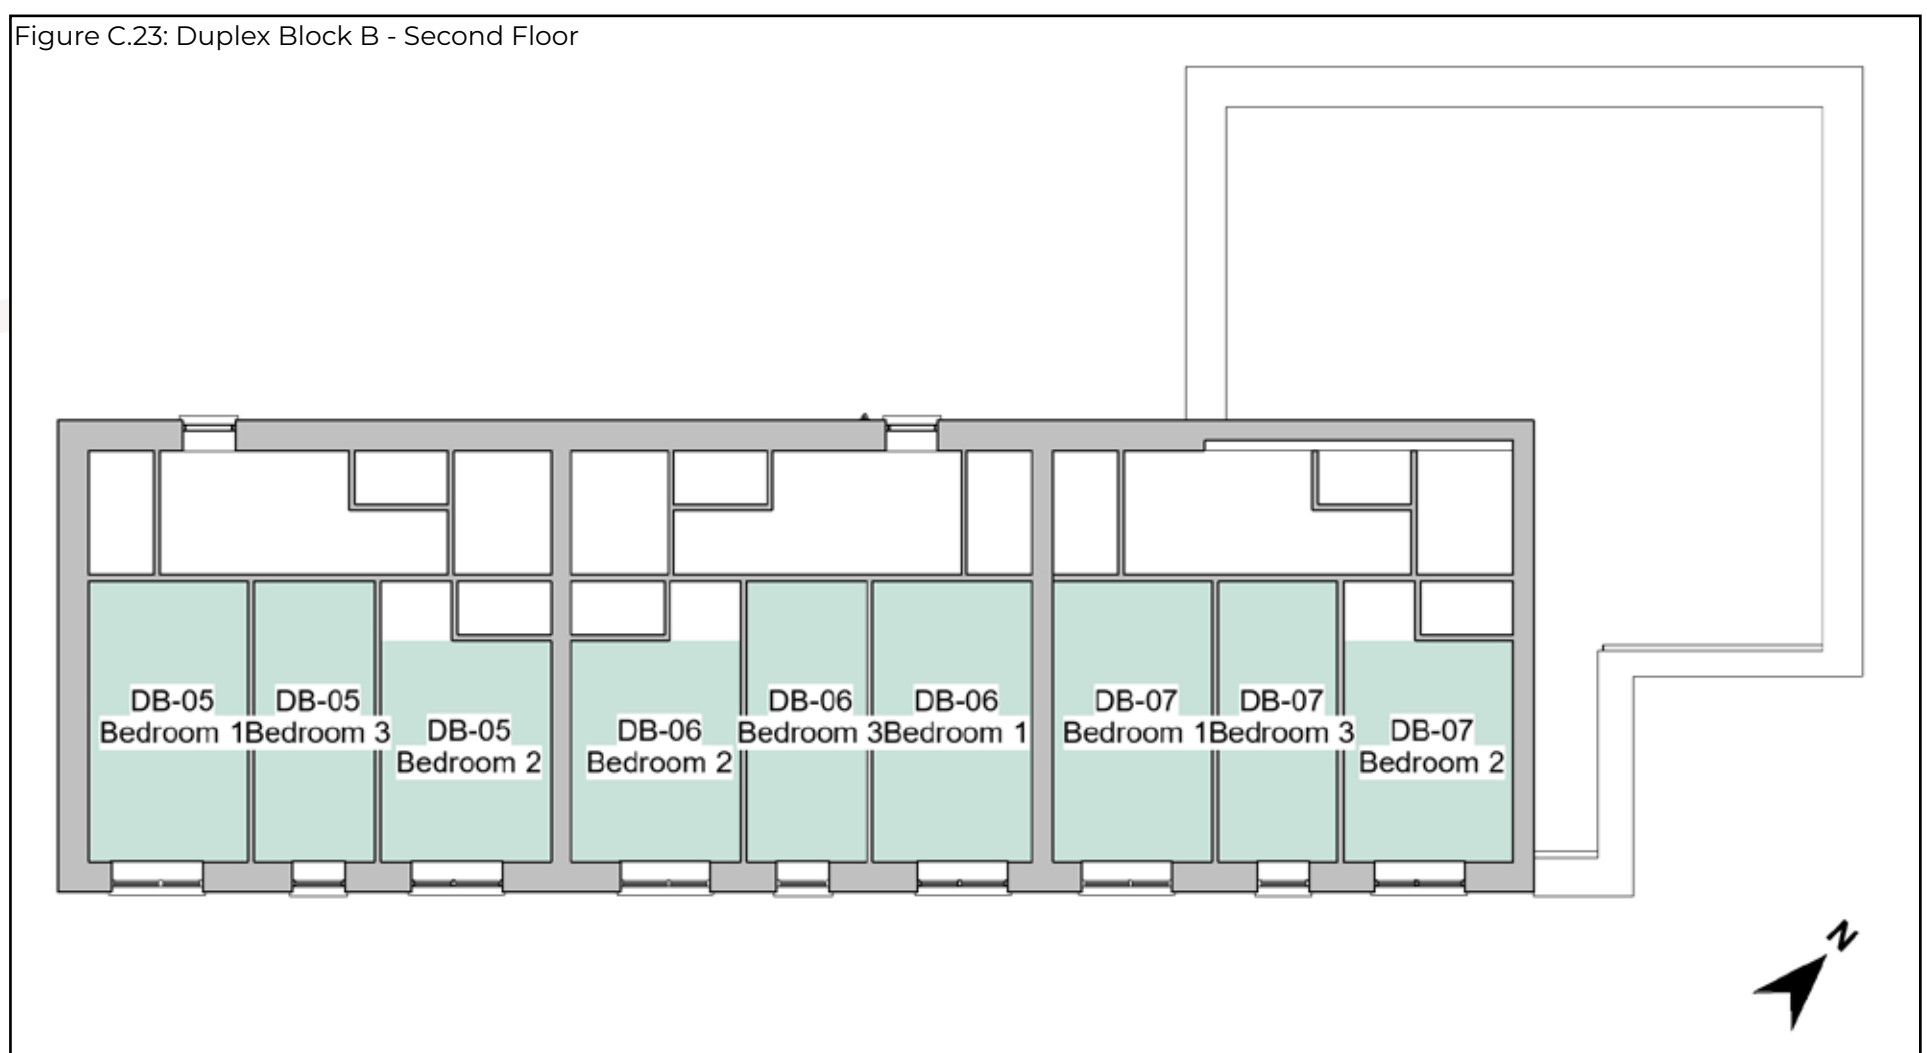 Figure C.23: Duplex Block B - Second Floor
DB-05
Bedroom 1
DB-05
Bedroom 3
DB-05
Bedroom 2
DB-06
Bedroom 2
DB-06
Bedroom 3
DB-06
Bedroom 1
DB-07
Bedroom 1
DB-07
Bedroom 3
DB-07
Bedroom 2
N